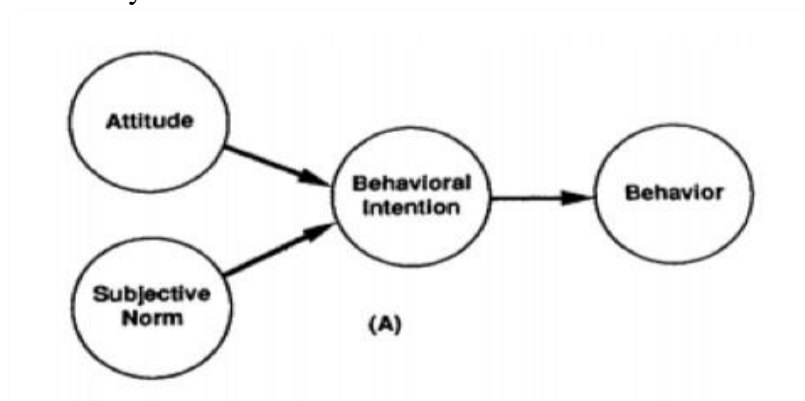 Attitude
Behavioral
Intention
Behavior
Subjective
Norm
(A)